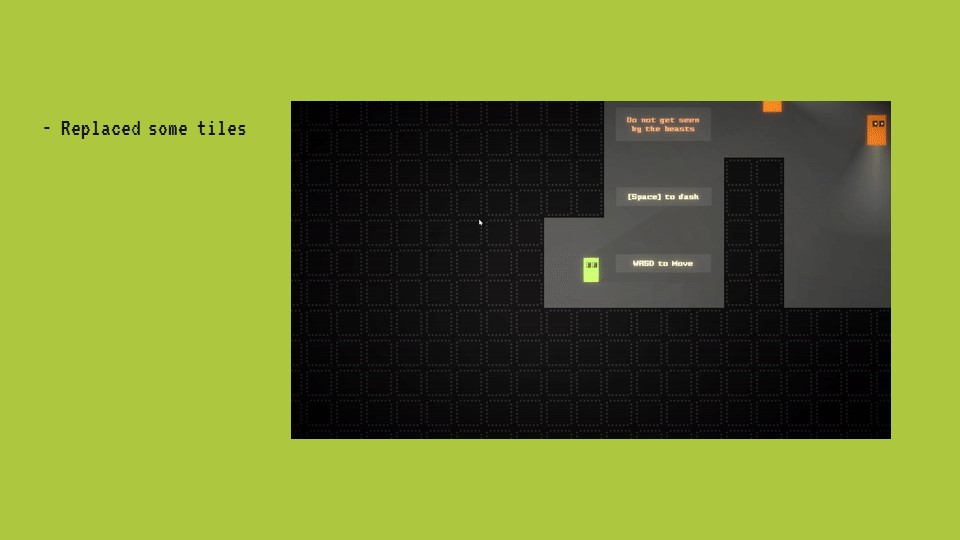 - Replaced some tiles
Do not get seen
by the beasts
[Space] to dash
WASD to Move